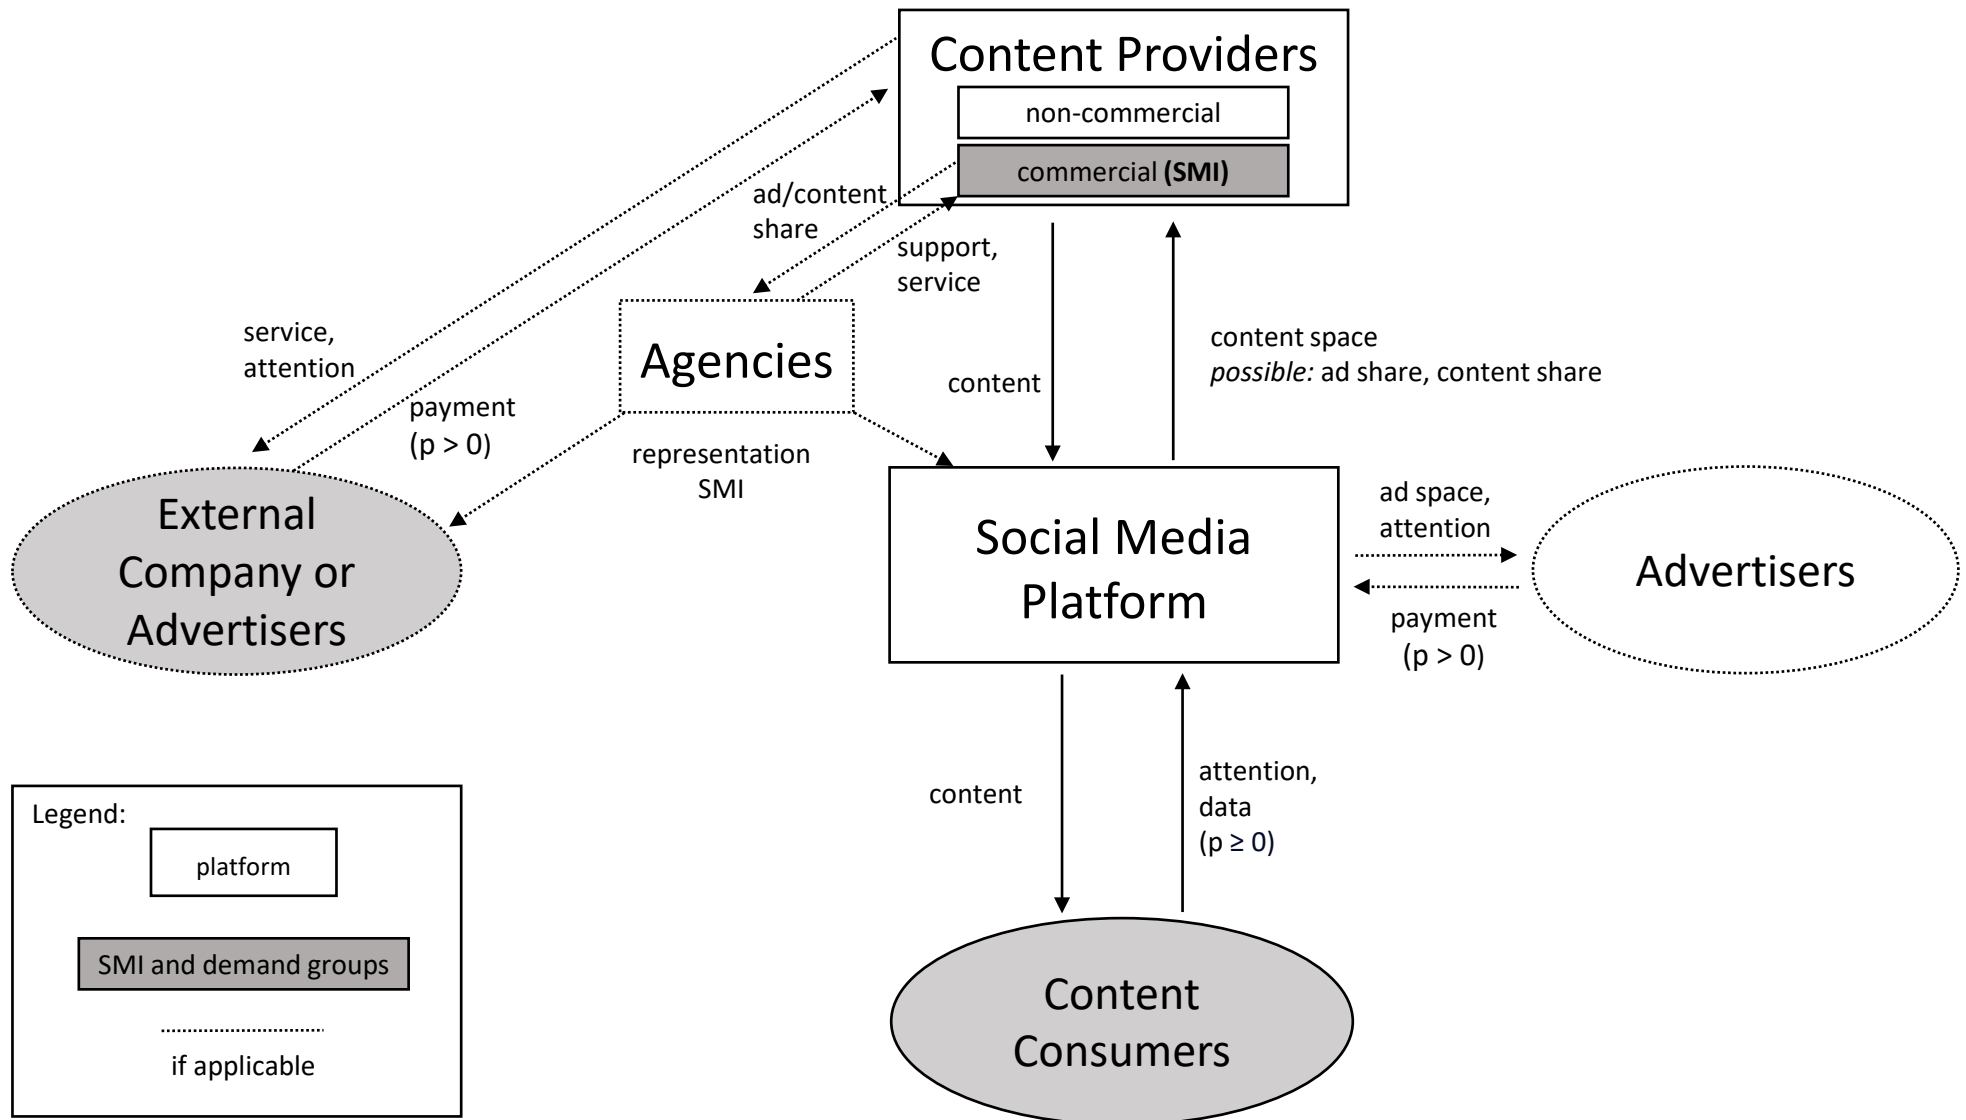 Content Providers
non-commercial
commercial (SMI)
ad/content
share
support,
service
service,
attention
Agencies
content
content space
possible: ad share, content share
payment
(p > 0)
representation
SMI
External
Company or
Advertisers
Social Media
Platform
ad space,
attention
payment
(p > 0)
Advertisers
content
attention,
data
(p ≥ 0)
Content
Consumers
Legend:
platform
SMI and demand groups
if applicable